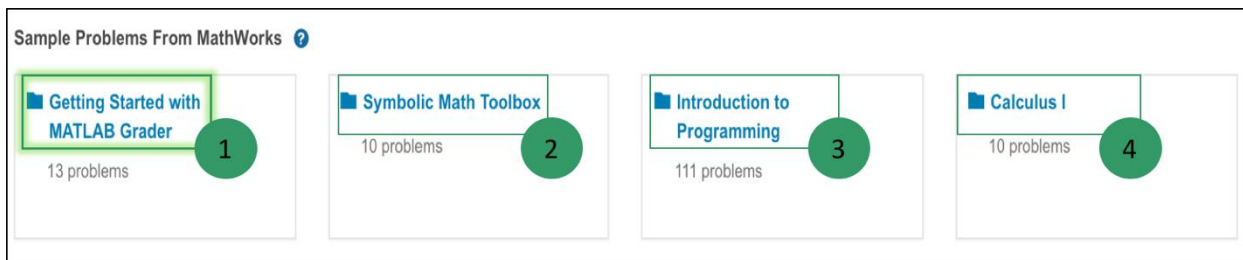 Sample Problems From MathWorks ?
Getting Started with
MATLAB Grader
1
13 problems
Symbolic Math Toolbox
10 problems
2
Introduction to
Programming
3
111 problems
Calculus I
10 problems
4